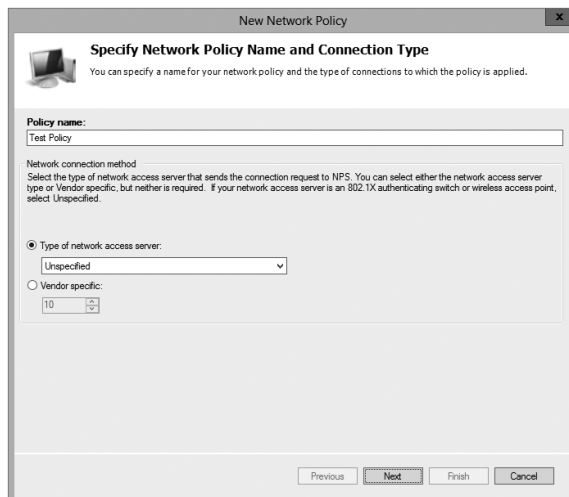 New Network Policy
x
Specify Network Policy Name and Connection Type
You can specify a name for your network policy and the type of connections to which the policy is applied.
Policy name:
Test Policy
Network connection method
Select the type of network access server that sends the connection request to NPS. You can select either the network access server
type or Vendor specific, but neither is required. If your network access server is an 802.1X authenticating switch or wireless access point,
select Unspecified.
Type of network access server:
Unspecified
Vendor specific:
10
Previous Next Finish Cancel